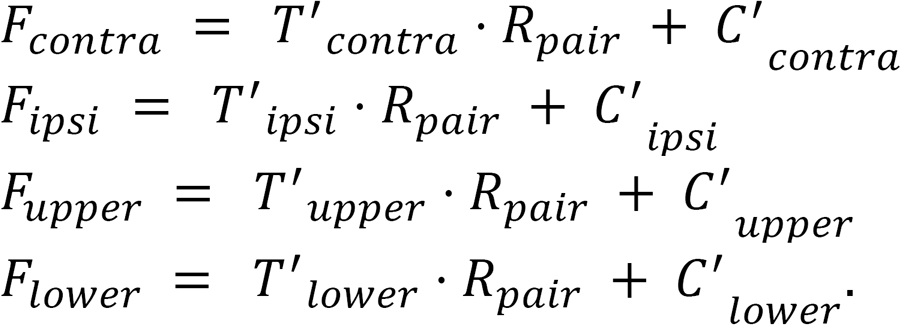 F_contra = T′_contra · R_pair + C′_contra
F_ipsi = T′_ipsi · R_pair + C′_ipsi
F_upper = T′_upper · R_pair + C′_upper
F_lower = T′_lower · R_pair + C′_lower.